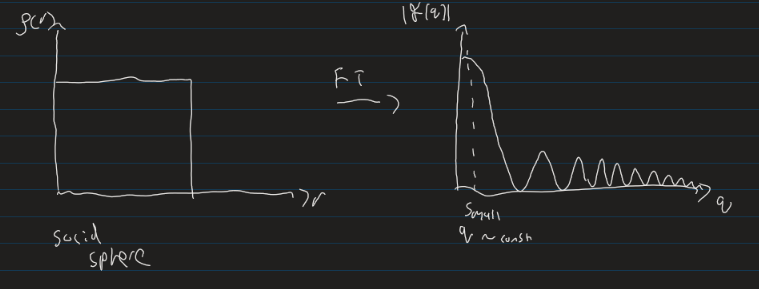 ρ(r)
r
solid
sphere
FT
|F(q)|
small
q ~ const
q